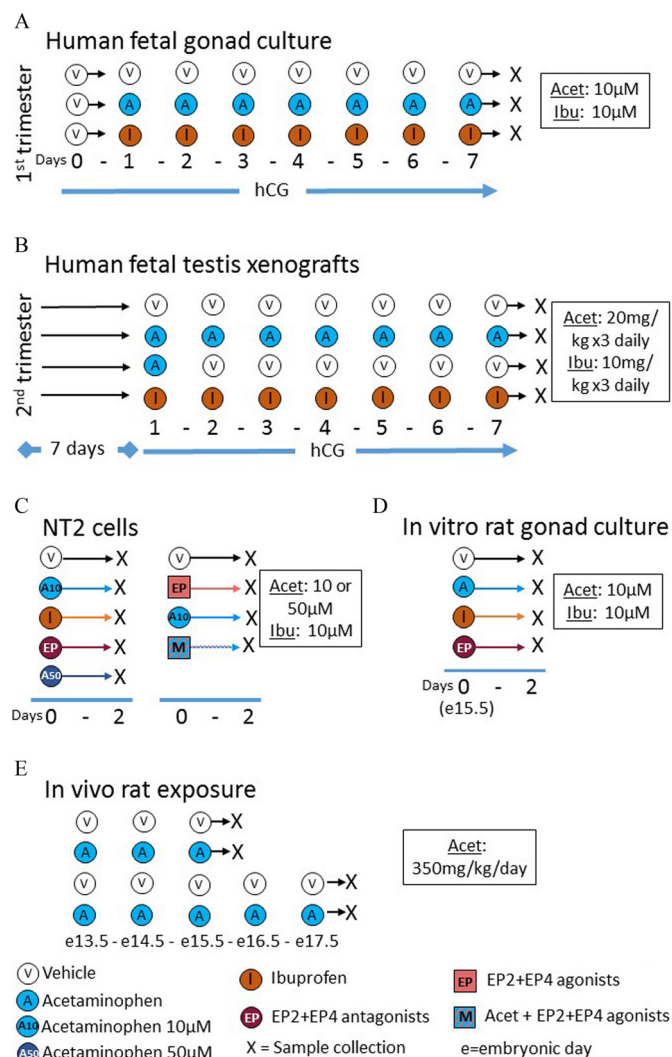 A
Human fetal gonad culture
1st trimester
V V V V V V V V X
V A A A A A A A X
V I I I I I I I X
Days 0 - 1 - 2 - 3 - 4 - 5 - 6 - 7
hCG
Acet: 10µM
Ibu: 10µM
B
Human fetal testis xenografts
2nd trimester
V V V V V V V X
A A A A A A A X
A V V V V V V X
I I I I I I I X
1 - 2 - 3 - 4 - 5 - 6 - 7
7 days
hCG
Acet: 20mg/
kg x3 daily
Ibu: 10mg/
kg x3 daily
C
NT2 cells
V X
A10 X
I X
EP X
A50 X
Days 0 - 2
V X
EP X
A10 X
M X
0 - 2
Acet: 10 or
50µM
Ibu: 10µM
D
In vitro rat gonad culture
V X
A X
I X
EP X
Days 0 - 2
(e15.5)
Acet: 10µM
Ibu: 10µM
E
In vivo rat exposure
V V V X
A A A X
V V V V V X
A A A A A X
e13.5 - e14.5 - e15.5 - e16.5 - e17.5
Acet:
350mg/kg/day
V Vehicle
A Acetaminophen
A10 Acetaminophen 10µM
A50 Acetaminophen 50µM
I Ibuprofen
EP EP2+EP4 antagonists
X = Sample collection
EP EP2+EP4 agonists
M Acet + EP2+EP4 agonists
e=embryonic day